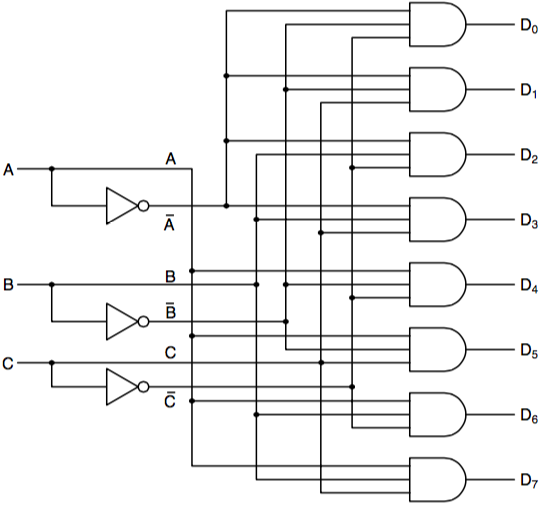 D₀
D₁
D₂
A A
D₃
A̅
B B
D₄
B̅
C C
D₅
C̅
D₆
D₇